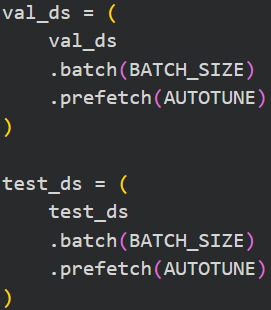 val_ds = (
    val_ds
    .batch(BATCH_SIZE)
    .prefetch(AUTOTUNE)
)

test_ds = (
    test_ds
    .batch(BATCH_SIZE)
    .prefetch(AUTOTUNE)
)